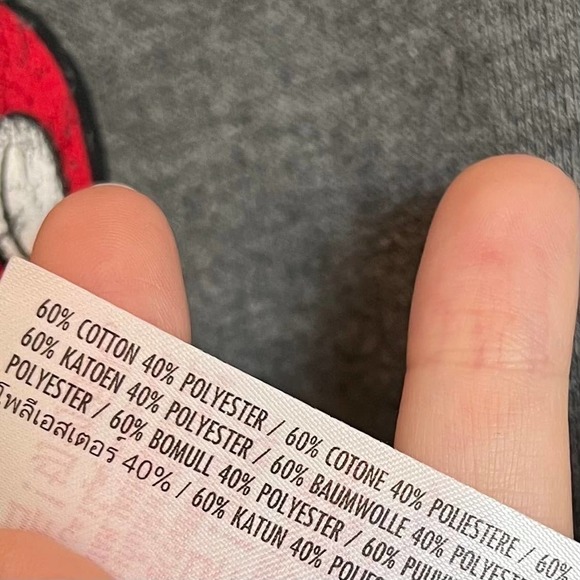 60% COTTON 40% POLYESTER / 60% COTONE 40% POLIESTERE / 60%
60% KATOEN 40% POLYESTER / 60% BAUMWOLLE 40% POLYESTER
POLYESTER / 60% BOMULL 40% POLYESTER / 60%
โพลีเอสเตอร์ 40% / 60% KATUN 40%